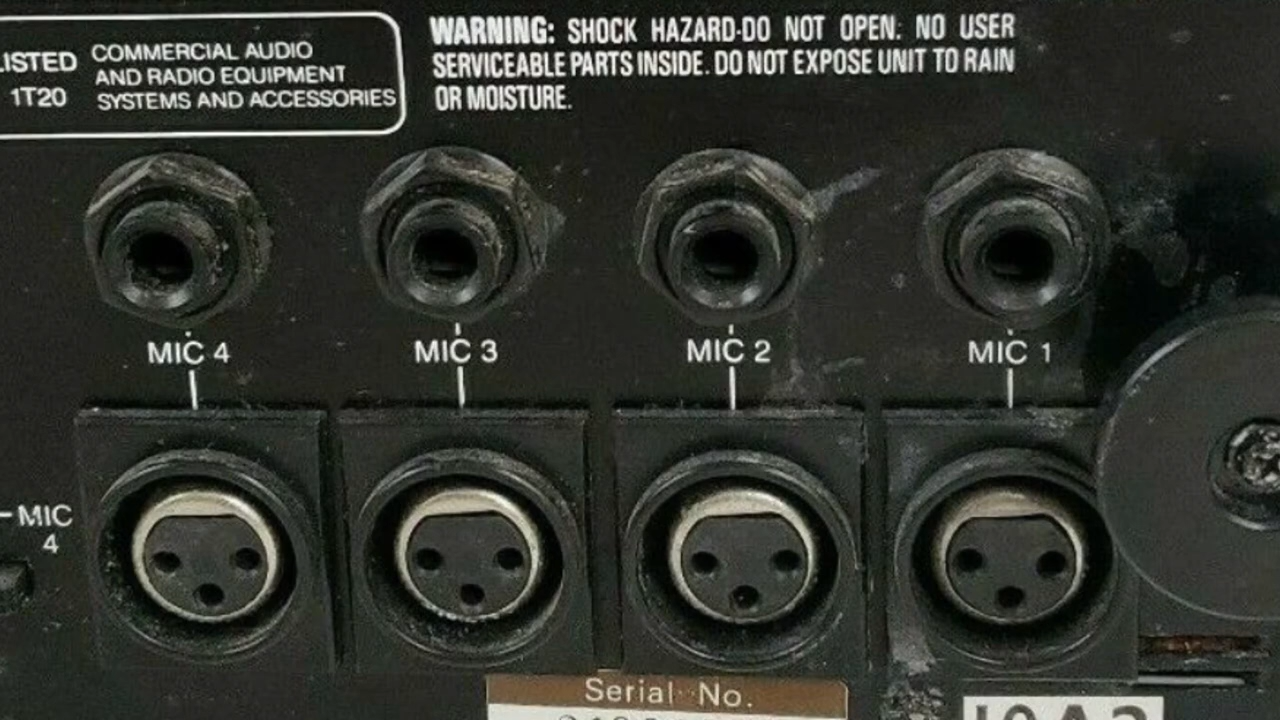 LISTED
1T20
COMMERCIAL AUDIO
AND RADIO EQUIPMENT
SYSTEMS AND ACCESSORIES
WARNING: SHOCK HAZARD-DO NOT OPEN. NO USER
SERVICEABLE PARTS INSIDE. DO NOT EXPOSE UNIT TO RAIN
OR MOISTURE.
MIC 4
MIC 3
MIC 2
MIC 1
MIC
4
Serial No.